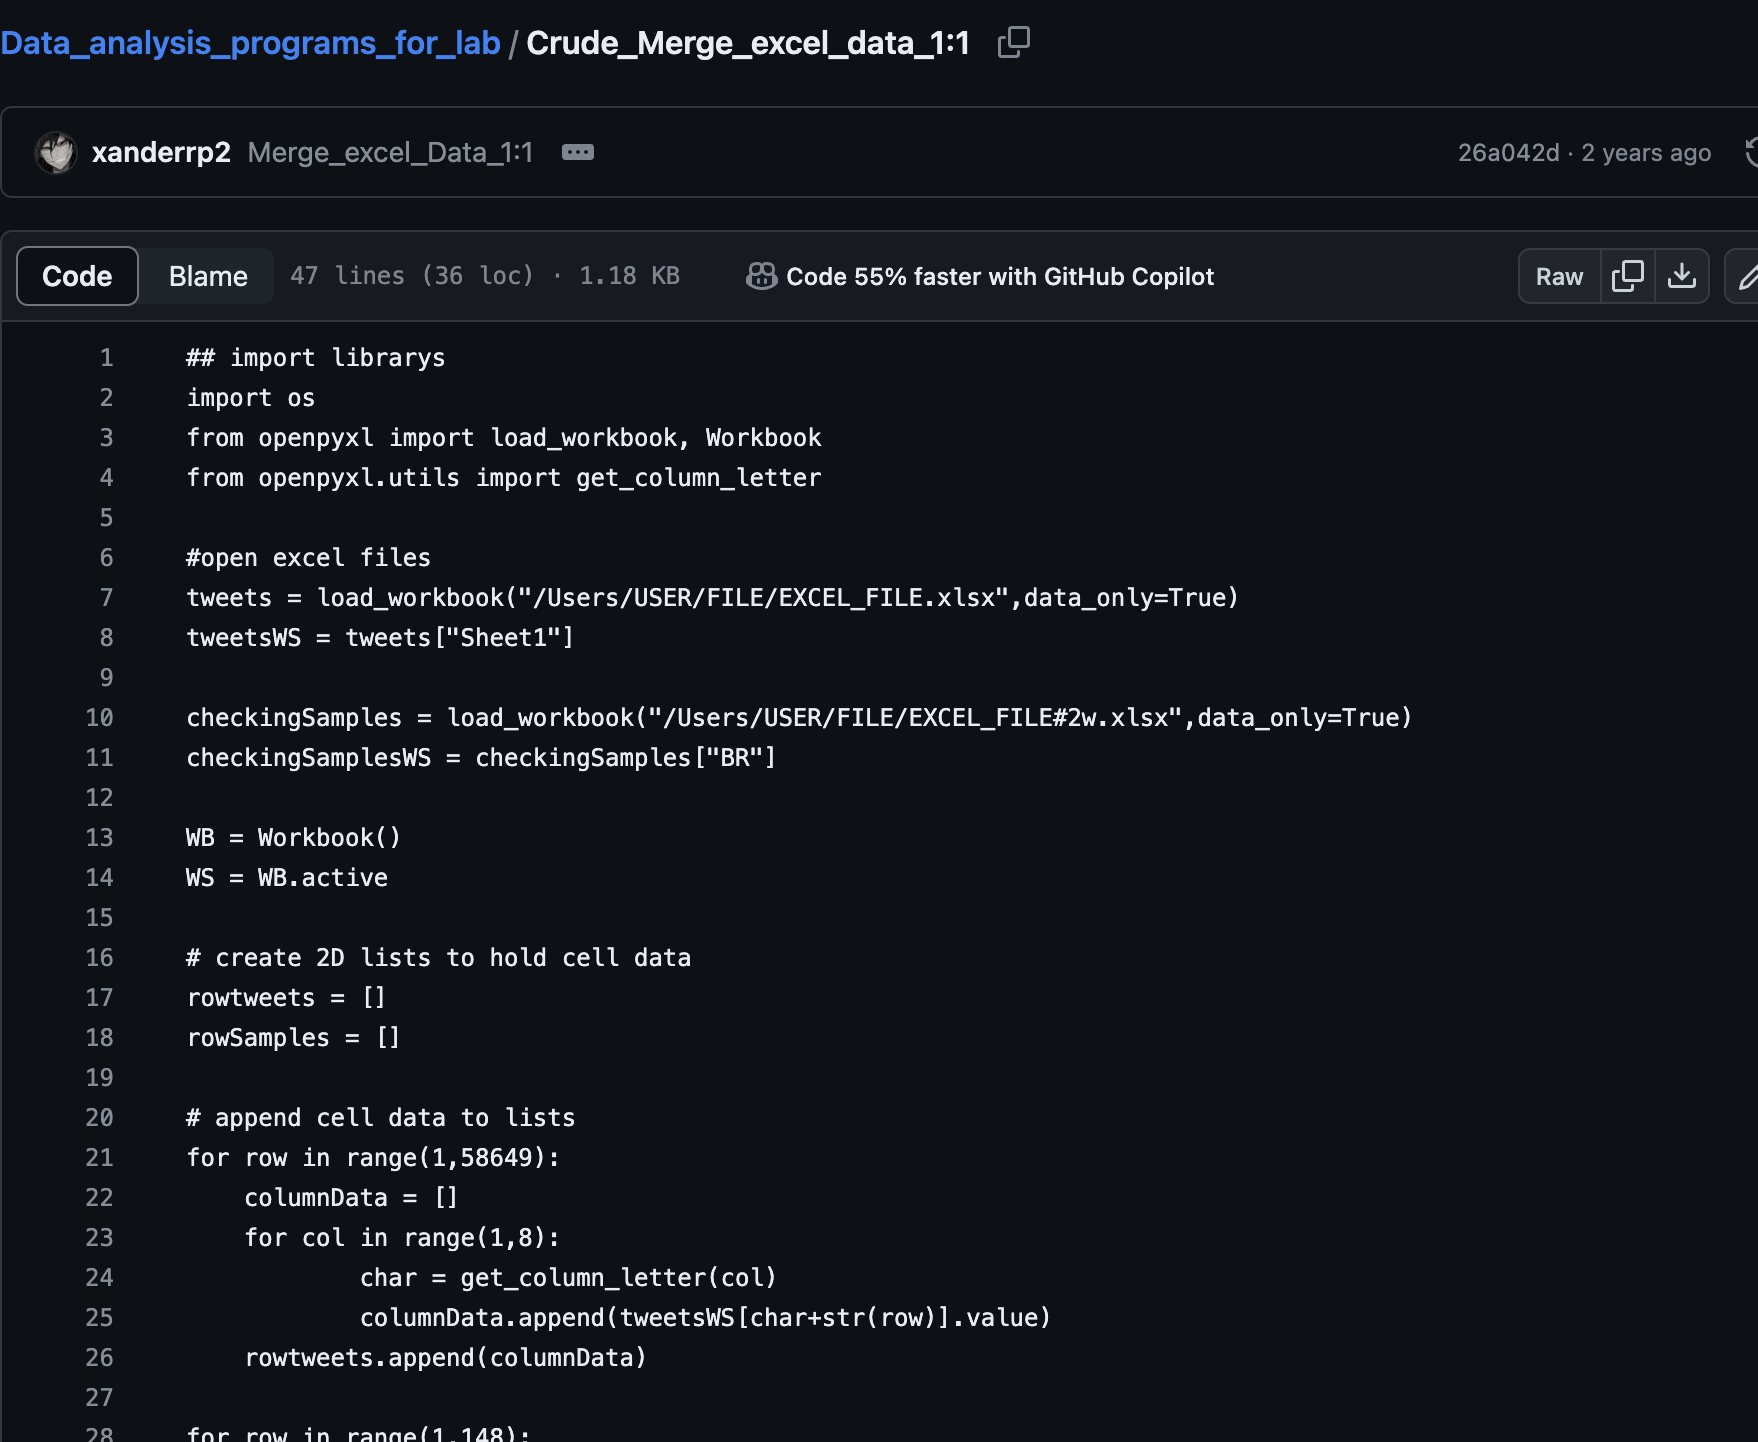 Data_analysis_programs_for_lab / Crude_Merge_excel_data_1:1
xanderrp2 Merge_excel_Data_1:1 26a042d · 2 years ago
Code Blame 47 lines (36 loc) · 1.18 KB Code 55% faster with GitHub Copilot Raw
1 ## import librarys
2 import os
3 from openpyxl import load_workbook, Workbook
4 from openpyxl.utils import get_column_letter
5
6 #open excel files
7 tweets = load_workbook("/Users/USER/FILE/EXCEL_FILE.xlsx",data_only=True)
8 tweetsWS = tweets["Sheet1"]
9
10 checkingSamples = load_workbook("/Users/USER/FILE/EXCEL_FILE#2w.xlsx",data_only=True)
11 checkingSamplesWS = checkingSamples["BR"]
12
13 WB = Workbook()
14 WS = WB.active
15
16 # create 2D lists to hold cell data
17 rowtweets = []
18 rowSamples = []
19
20 # append cell data to lists
21 for row in range(1,58649):
22     columnData = []
23     for col in range(1,8):
24             char = get_column_letter(col)
25             columnData.append(tweetsWS[char+str(row)].value)
26     rowtweets.append(columnData)
27
28 for row in range(1,148):